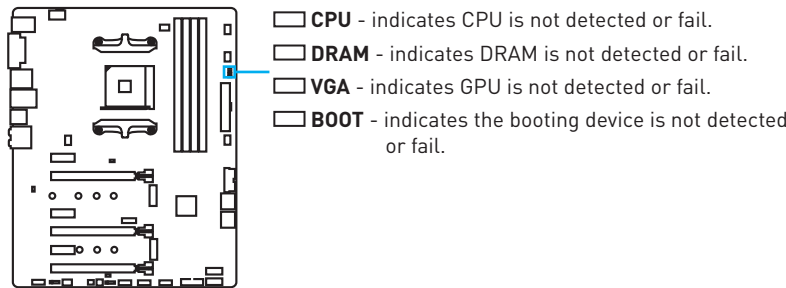 CPU - indicates CPU is not detected or fail.
DRAM - indicates DRAM is not detected or fail.
VGA - indicates GPU is not detected or fail.
BOOT - indicates the booting device is not detected
or fail.